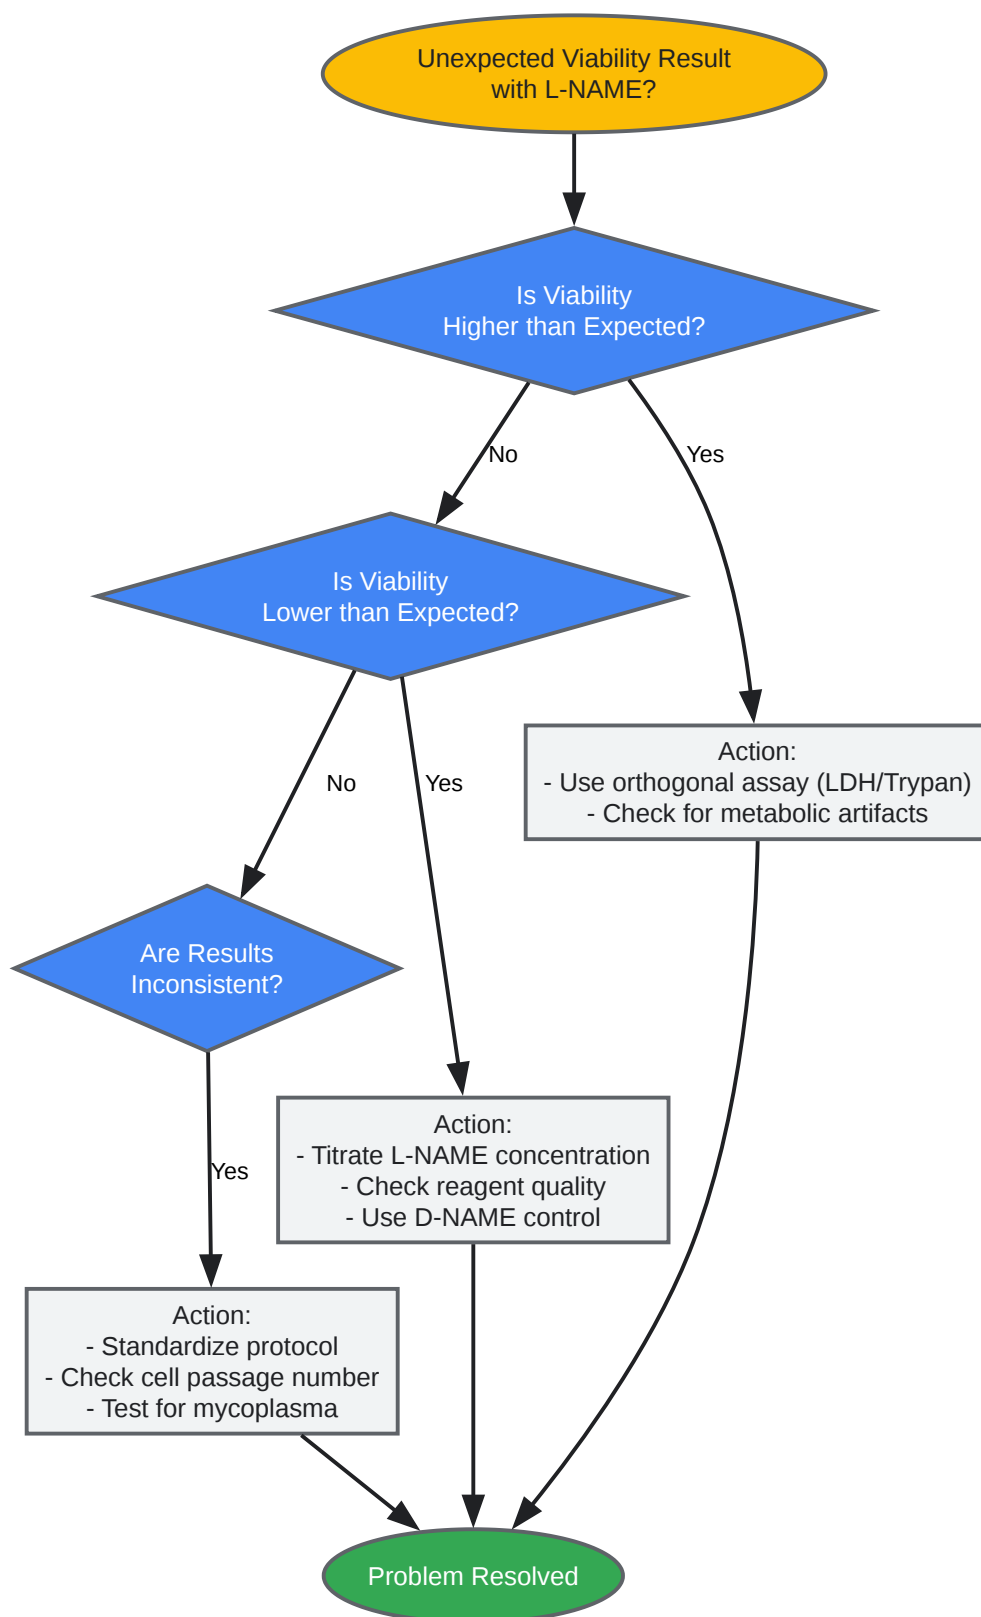 Unexpected Viability Result
with L-NAME?
Is Viability
Higher than Expected?
No
Yes
Is Viability
Lower than Expected?
Action:
- Use orthogonal assay (LDH/Trypan)
- Check for metabolic artifacts
No
Yes
Are Results
Inconsistent?
Action:
- Titrate L-NAME concentration
- Check reagent quality
- Use D-NAME control
Yes
Action:
- Standardize protocol
- Check cell passage number
- Test for mycoplasma
Problem Resolved